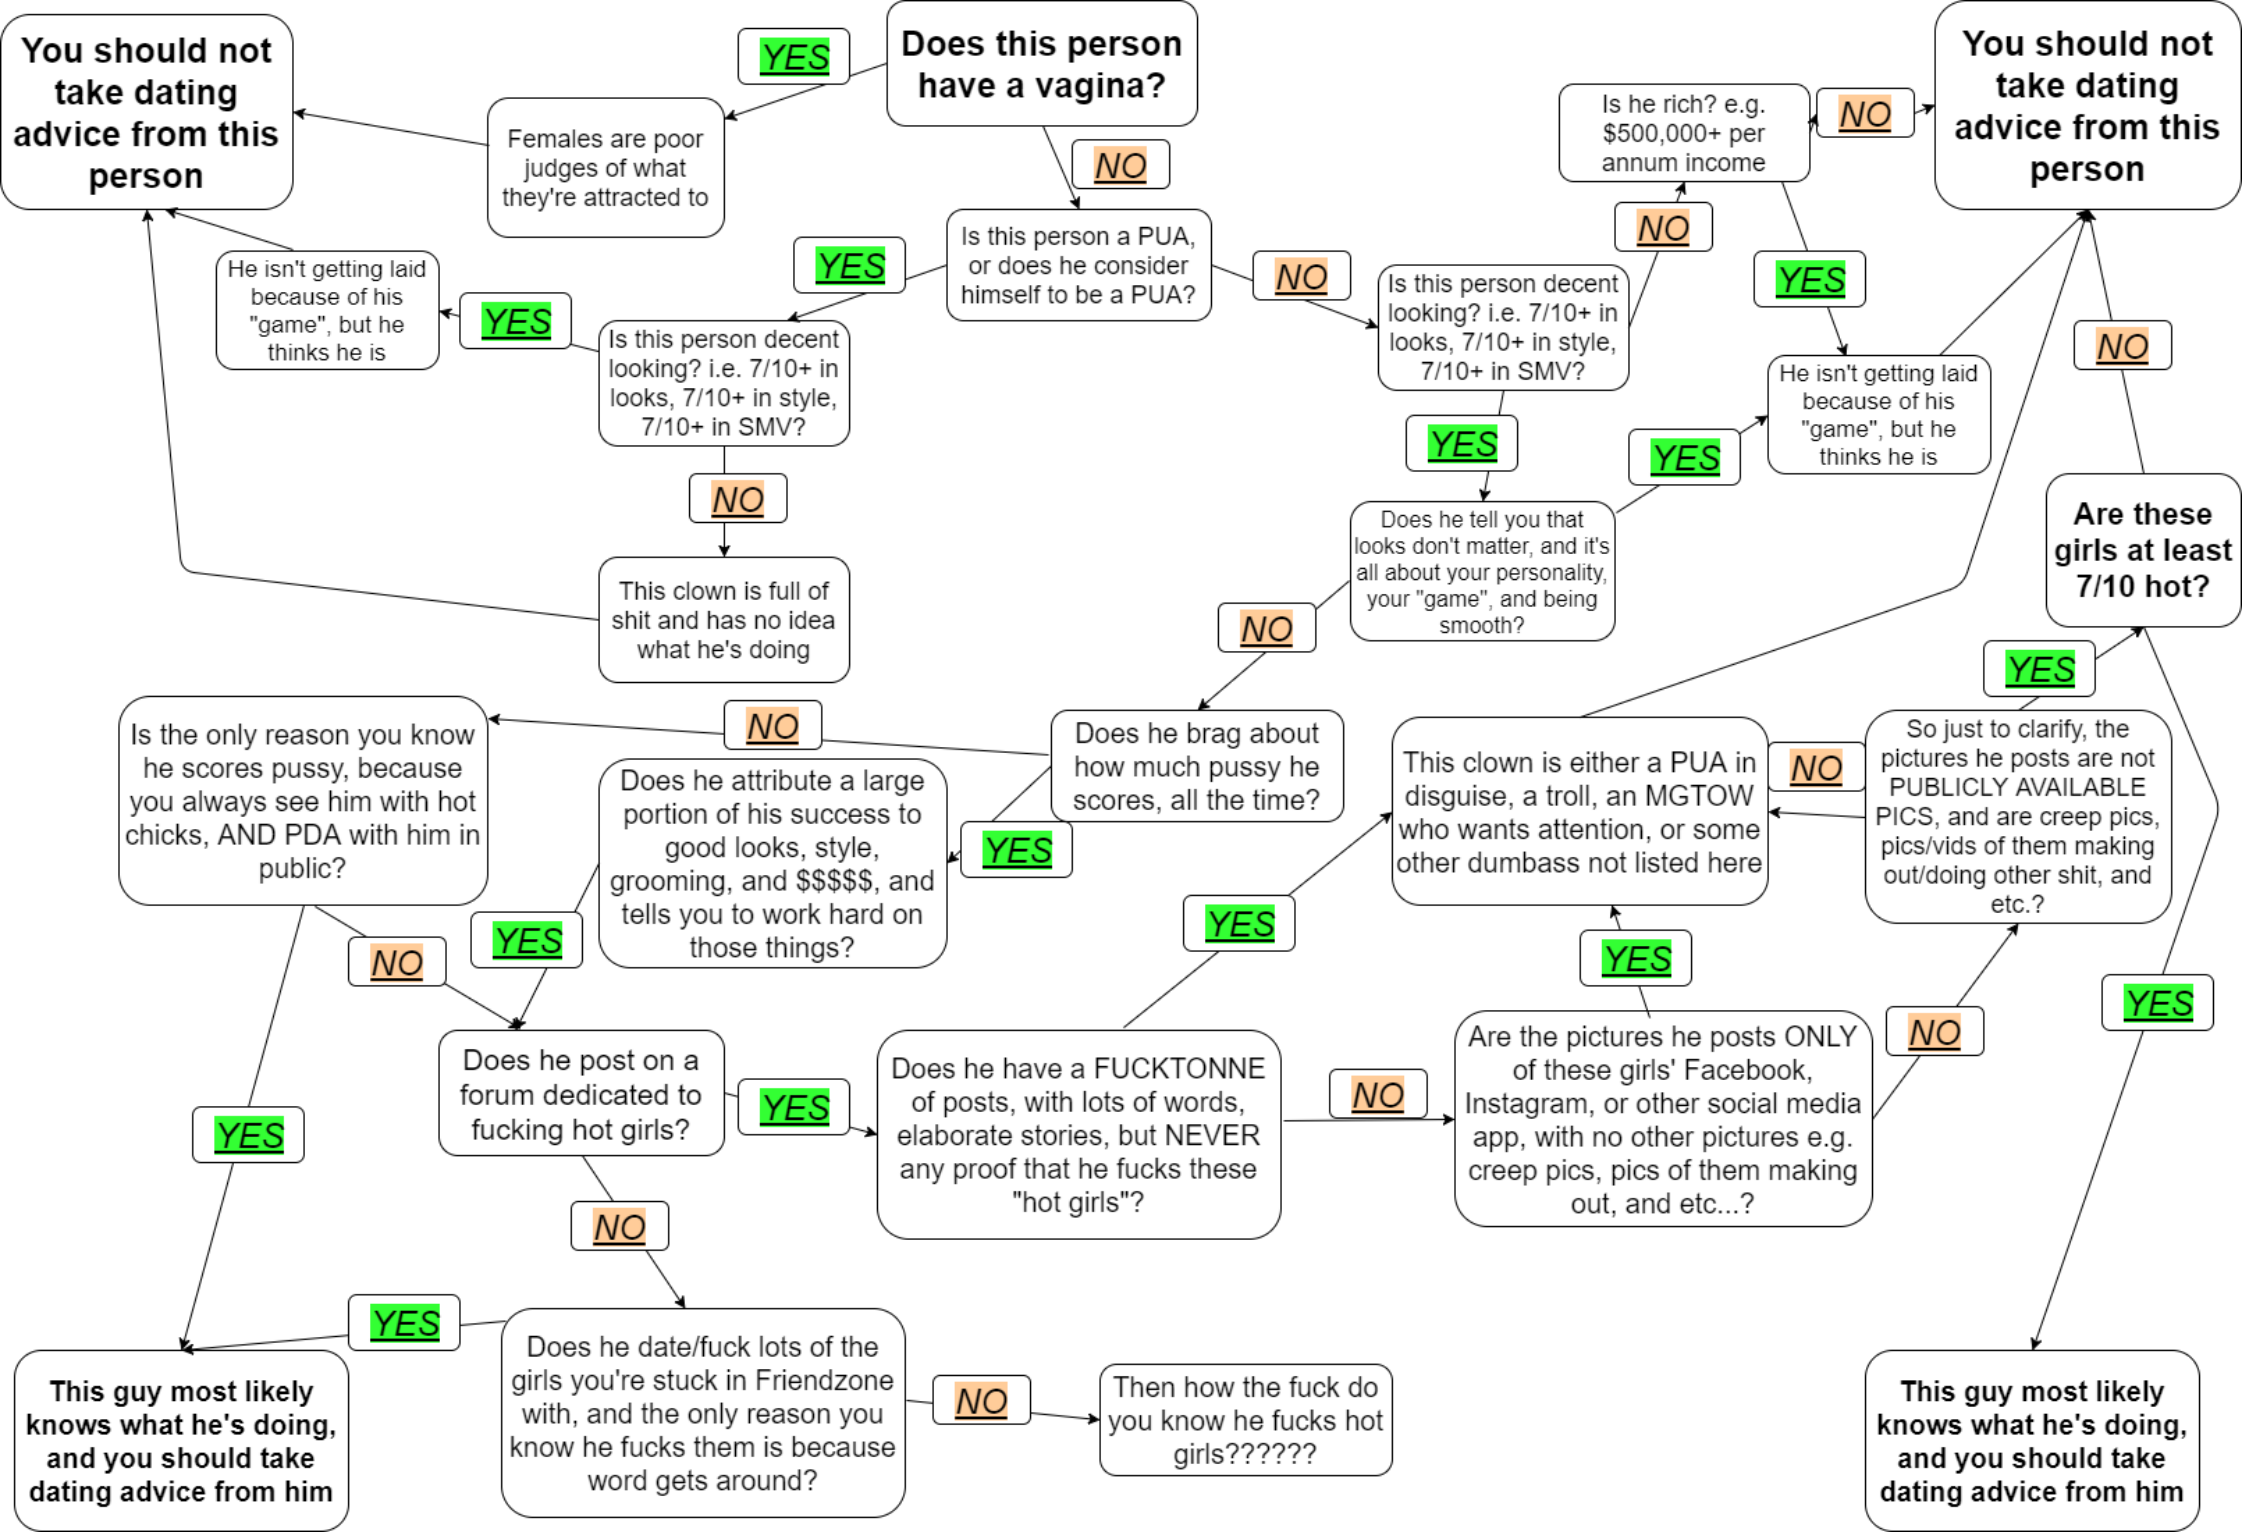 You should not
take dating
advice from this
person
YES
Does this person
have a vagina?
Females are poor
judges of what
they're attracted to
NO
Is he rich? e.g.
$500,000+ per
annum income
NO
You should not
take dating
advice from this
person
Is this person a PUA,
or does he consider
himself to be a PUA?
YES
NO
NO
YES
He isn't getting laid
because of his
"game", but he
thinks he is
YES
Is this person decent
looking? i.e. 7/10+ in
looks, 7/10+ in style,
7/10+ in SMV?
Is this person decent
looking? i.e. 7/10+ in
looks, 7/10+ in style,
7/10+ in SMV?
NO
He isn't getting laid
because of his
"game", but he
thinks he is
YES
YES
NO
Are these
girls at least
7/10 hot?
Does he tell you that
looks don't matter, and it's
all about your personality,
your "game", and being
smooth?
This clown is full of
shit and has no idea
what he's doing
NO
YES
Is the only reason you know
he scores pussy, because
you always see him with hot
chicks, AND PDA with him in
public?
NO
Does he brag about
how much pussy he
scores, all the time?
Does he attribute a large
portion of his success to
good looks, style,
grooming, and $$$$$, and
tells you to work hard on
those things?
YES
This clown is either a PUA in
disguise, a troll, an MGTOW
who wants attention, or some
other dumbass not listed here
NO
So just to clarify, the
pictures he posts are not
PUBLICLY AVAILABLE
PICS, and are creep pics,
pics/vids of them making
out/doing other shit, and
etc.?
YES
NO
YES
YES
NO
YES
Does he post on a
forum dedicated to
fucking hot girls?
YES
Does he have a FUCKTONNE
of posts, with lots of words,
elaborate stories, but NEVER
any proof that he fucks these
"hot girls"?
NO
Are the pictures he posts ONLY
of these girls' Facebook,
Instagram, or other social media
app, with no other pictures e.g.
creep pics, pics of them making
out, and etc...?
YES
NO
YES
Does he date/fuck lots of the
girls you're stuck in Friendzone
with, and the only reason you
know he fucks them is because
word gets around?
NO
Then how the fuck do
you know he fucks hot
girls??????
This guy most likely
knows what he's doing,
and you should take
dating advice from him
This guy most likely
knows what he's doing,
and you should take
dating advice from him